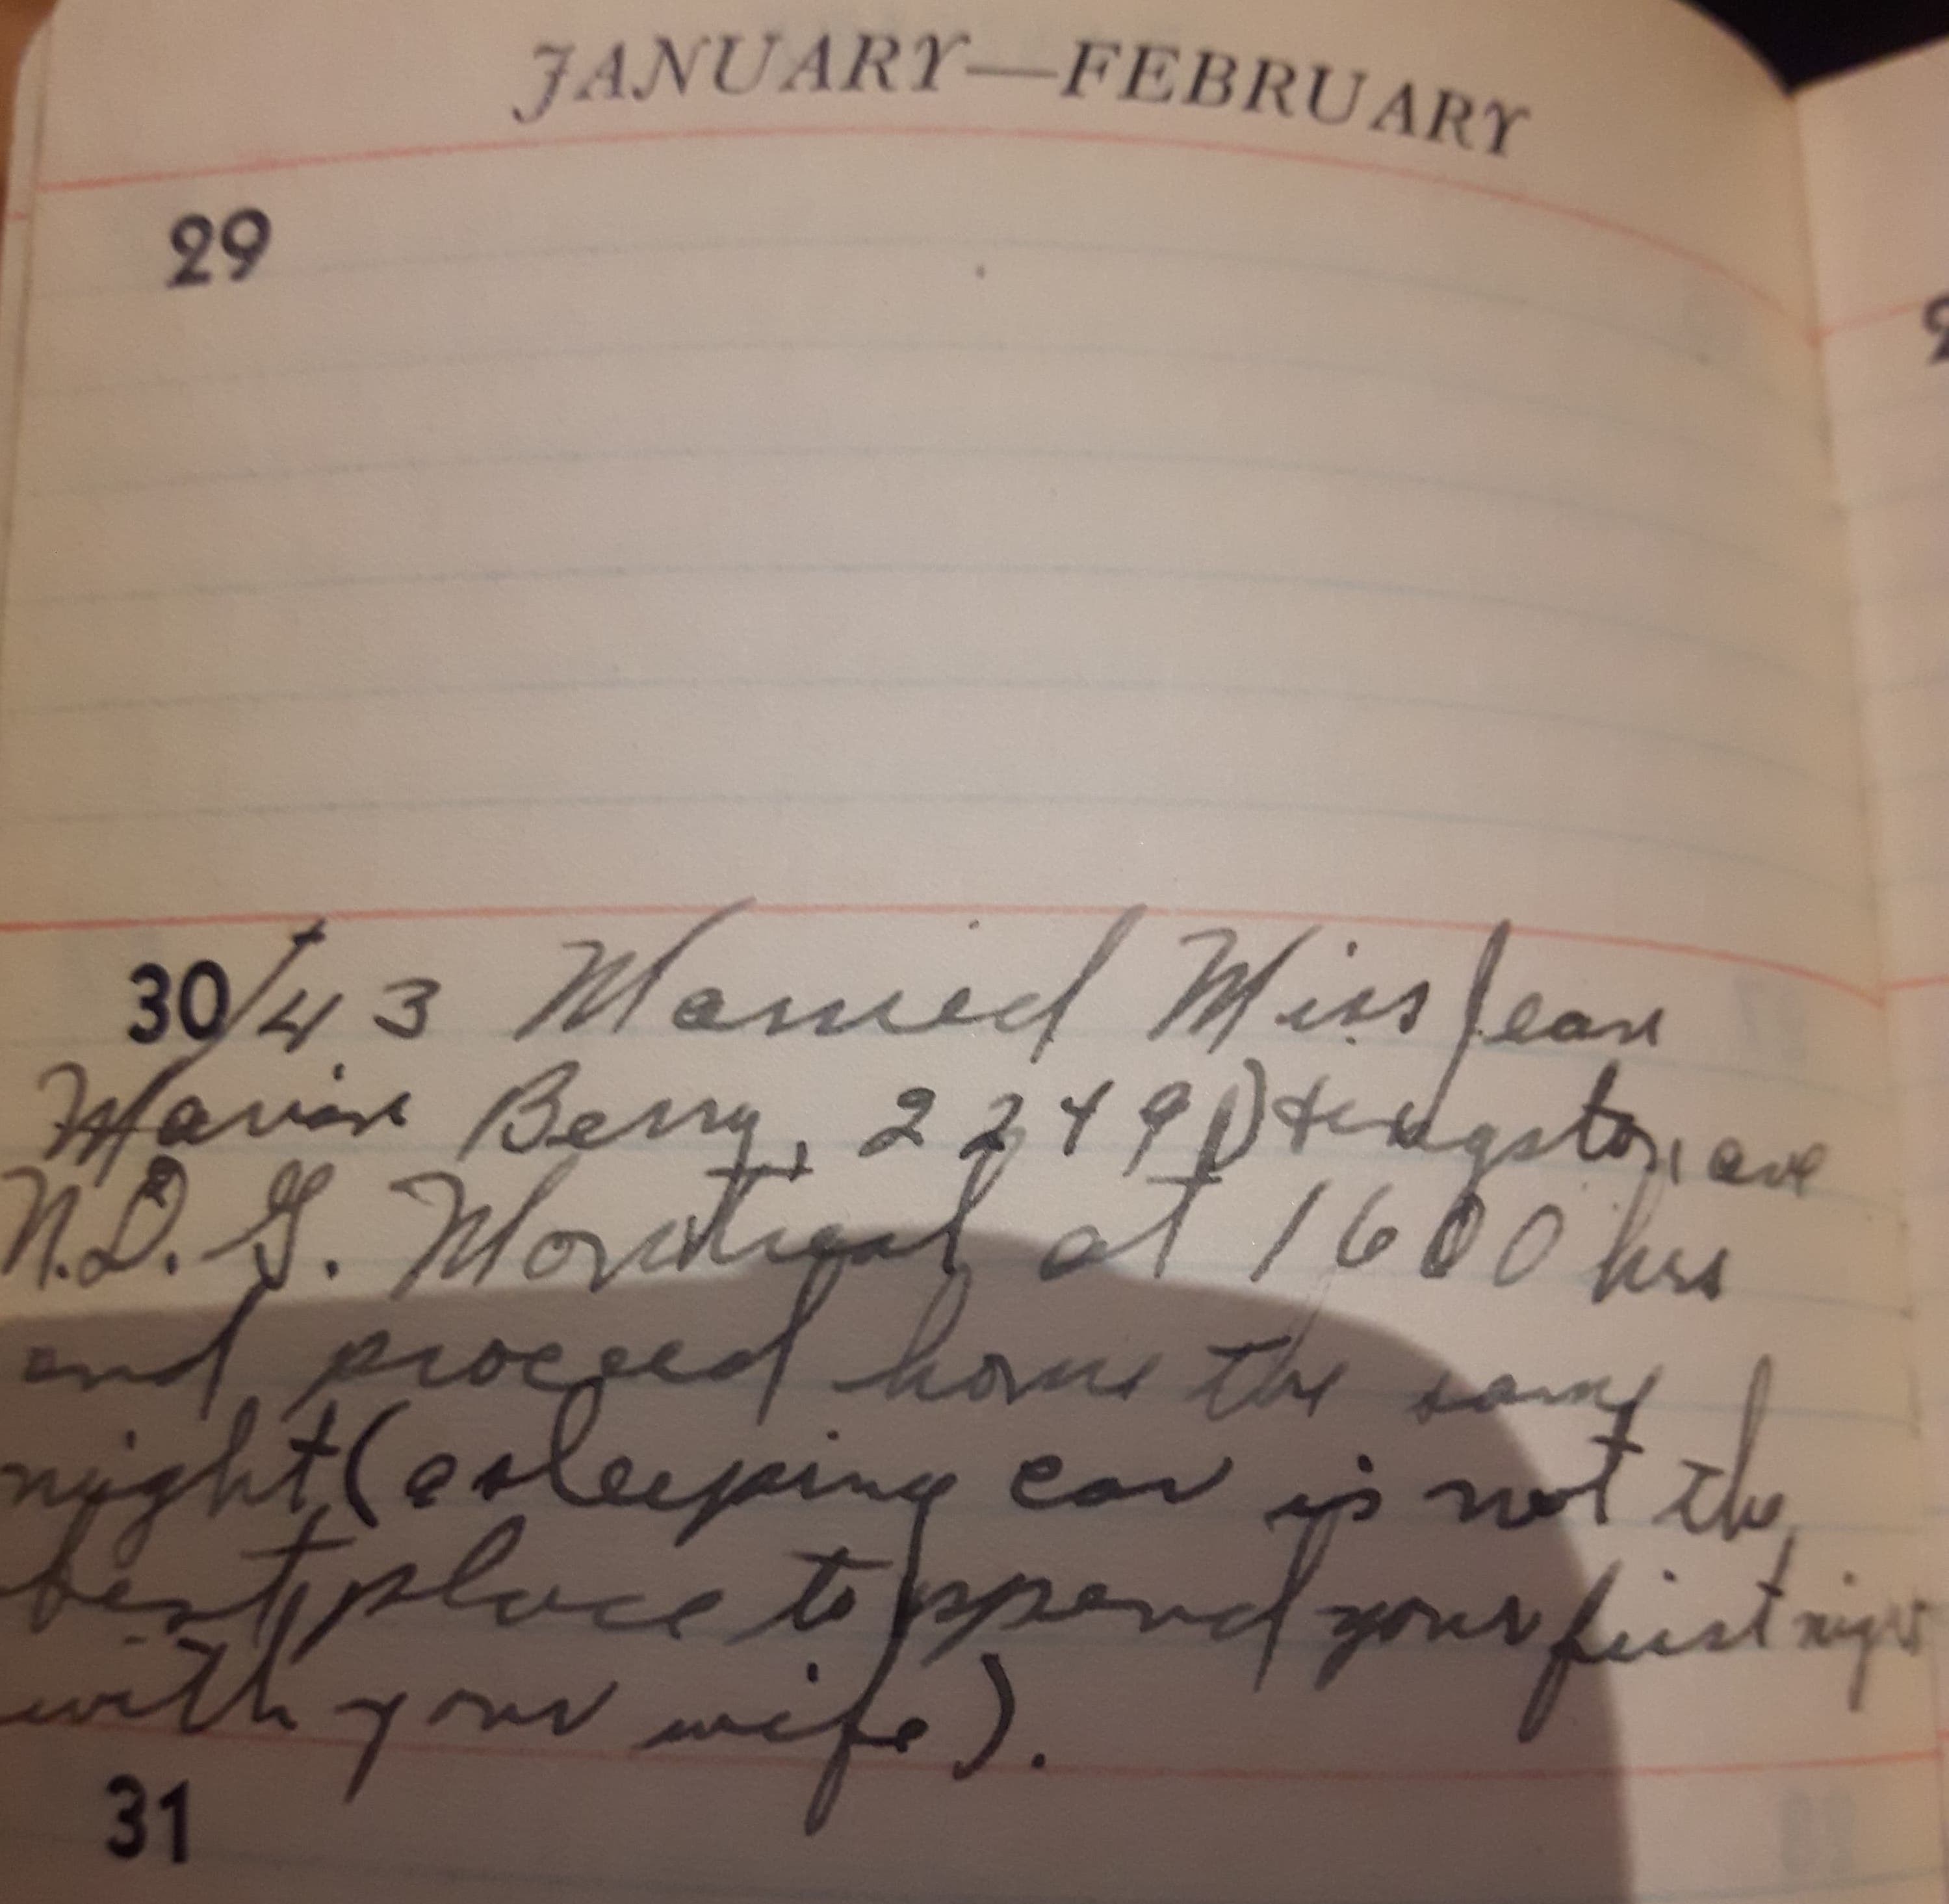 JANUARY—FEBRUARY
29
30/43 Married Miss Jean
Marion Berry, 2249 Hingston, ave
N.D.G. Montreal at 1600 hrs
and proceed home the same
night (a sleeping car is not the
best place to spend your first night
with your wife).
31